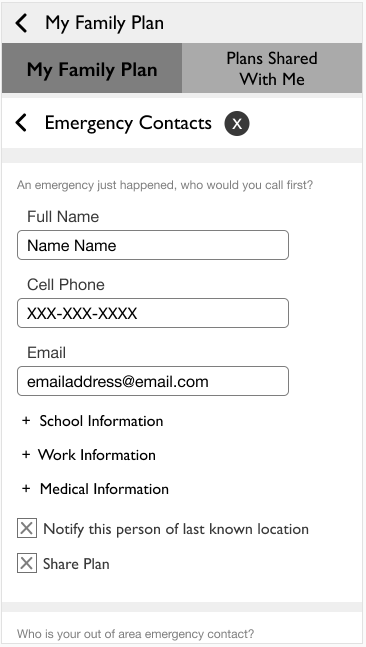 My Family Plan
My Family Plan
Plans Shared
With Me
Emergency Contacts X
An emergency just happened, who would you call first?
Full Name
Name Name
Cell Phone
XXX-XXX-XXXX
Email
emailaddress@email.com
+ School Information
+ Work Information
+ Medical Information
Notify this person of last known location
Share Plan
Who is your out of area emergency contact?